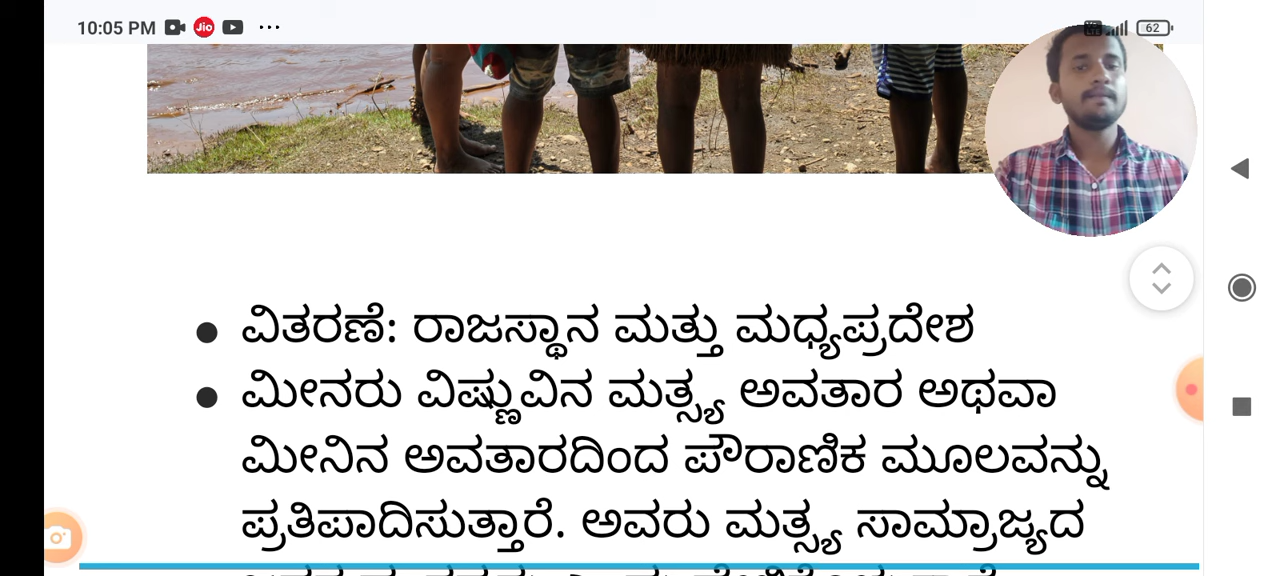 10:05 PM Jio ... 62
ವಿತರಣೆ: ರಾಜಸ್ಥಾನ ಮತ್ತು ಮಧ್ಯಪ್ರದೇಶ
ಮೀನರು ವಿಷ್ಣುವಿನ ಮತ್ಸ್ಯ ಅವತಾರ ಅಥವಾ
ಮೀನಿನ ಅವತಾರದಿಂದ ಪೌರಾಣಿಕ ಮೂಲವನ್ನು
ಪ್ರತಿಪಾದಿಸುತ್ತಾರೆ. ಅವರು ಮತ್ಸ್ಯ ಸಾಮ್ರಾಜ್ಯದ